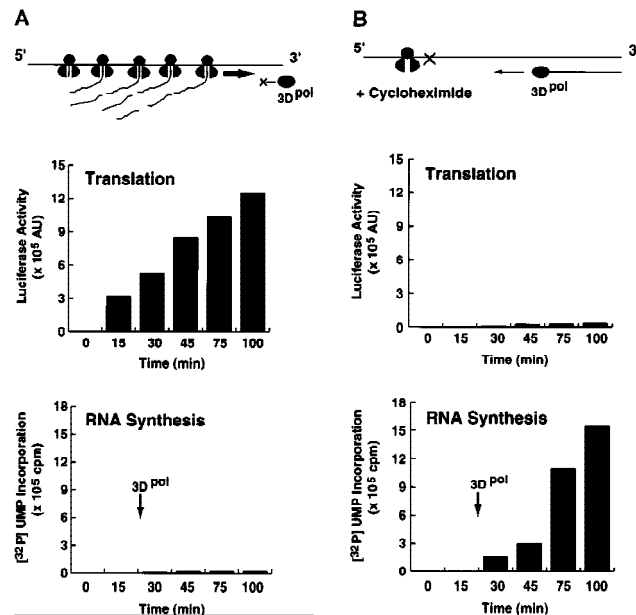 A
5'
3'
3D pol
Translation
Luciferase Activity
(x 10⁵ AU)
15
12
9
6
3
0
0 15 30 45 75 100
Time (min)
RNA Synthesis
[³²P] UMP Incorporation
(x 10⁵ cpm)
18
15
12
9
6
3
0
3D pol
0 15 30 45 75 100
Time (min)
B
5'
3'
+ Cycloheximide
3D pol
Translation
Luciferase Activity
(x 10⁵ AU)
15
12
9
6
3
0
0 15 30 45 75 100
Time (min)
RNA Synthesis
[³²P] UMP Incorporation
(x 10⁵ cpm)
18
15
12
9
6
3
0
3D pol
0 15 30 45 75 100
Time (min)